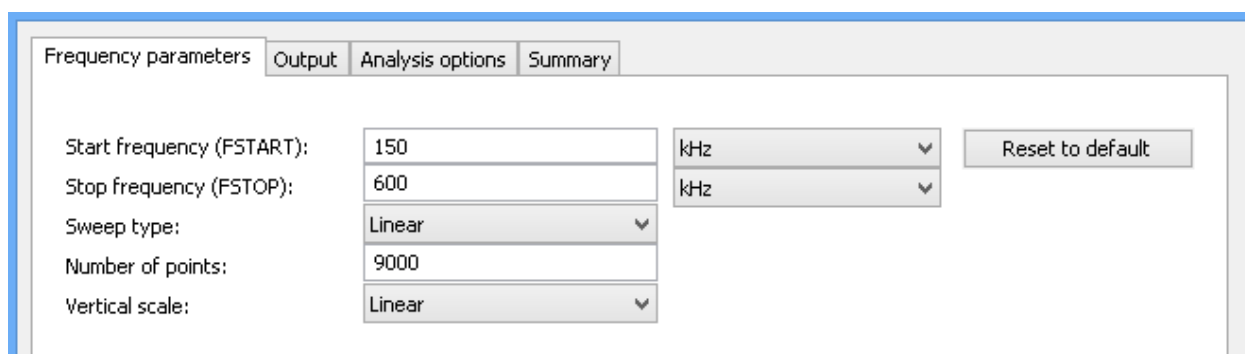 Frequency parameters Output Analysis options Summary
Start frequency (FSTART): 150 kHz Reset to default
Stop frequency (FSTOP): 600 kHz
Sweep type: Linear
Number of points: 9000
Vertical scale: Linear